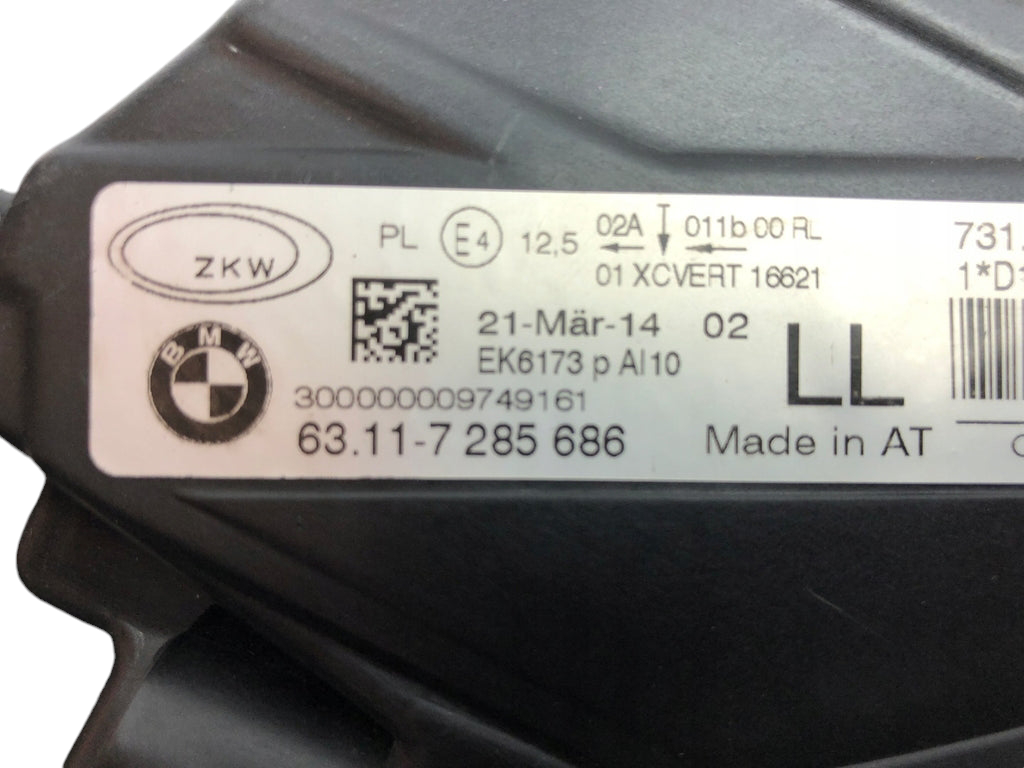 ZKW
BMW
PL E4 12,5 02A 011b 00 RL
01 XCVERT 16621
731.
1*D
21-Mär-14 02
EK6173 p AI10
LL
300000009749161
63.11-7 285 686
Made in AT